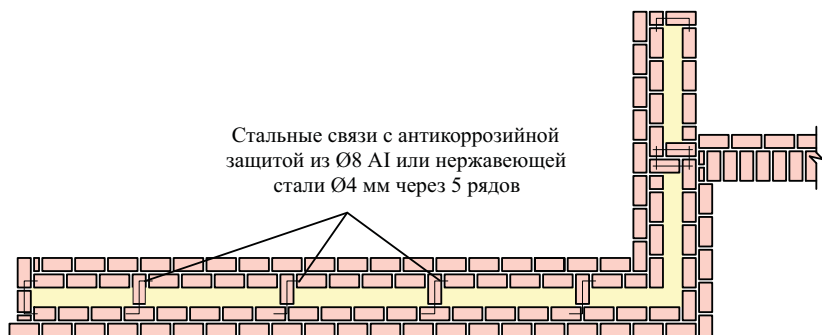 Стальные связи с антикоррозийной
защитой из Ø8 AI или нержавеющей
стали Ø4 мм через 5 рядов